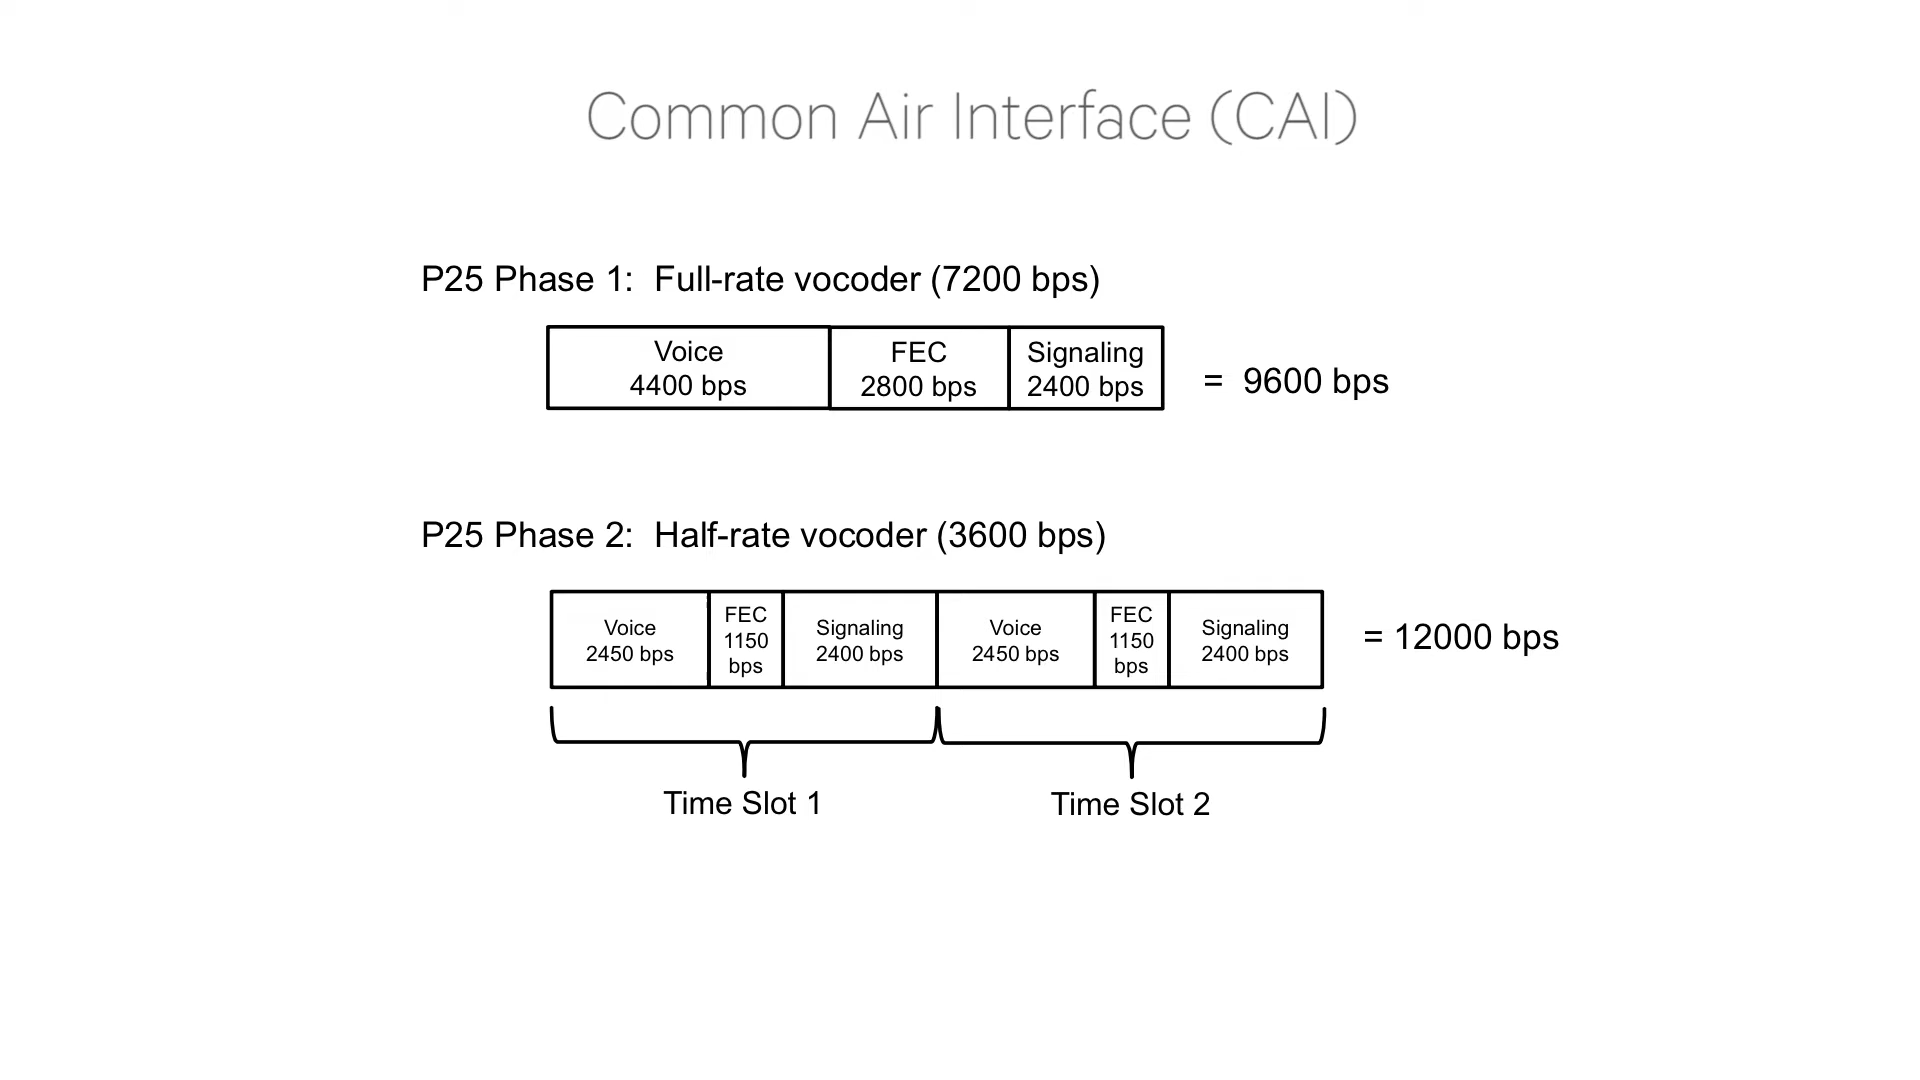 Common Air Interface (CAI)
P25 Phase 1: Full-rate vocoder (7200 bps)
Voice
4400 bps
FEC
2800 bps
Signaling
2400 bps
= 9600 bps
P25 Phase 2: Half-rate vocoder (3600 bps)
Voice
2450 bps
FEC
1150
bps
Signaling
2400 bps
Voice
2450 bps
FEC
1150
bps
Signaling
2400 bps
= 12000 bps
Time Slot 1
Time Slot 2